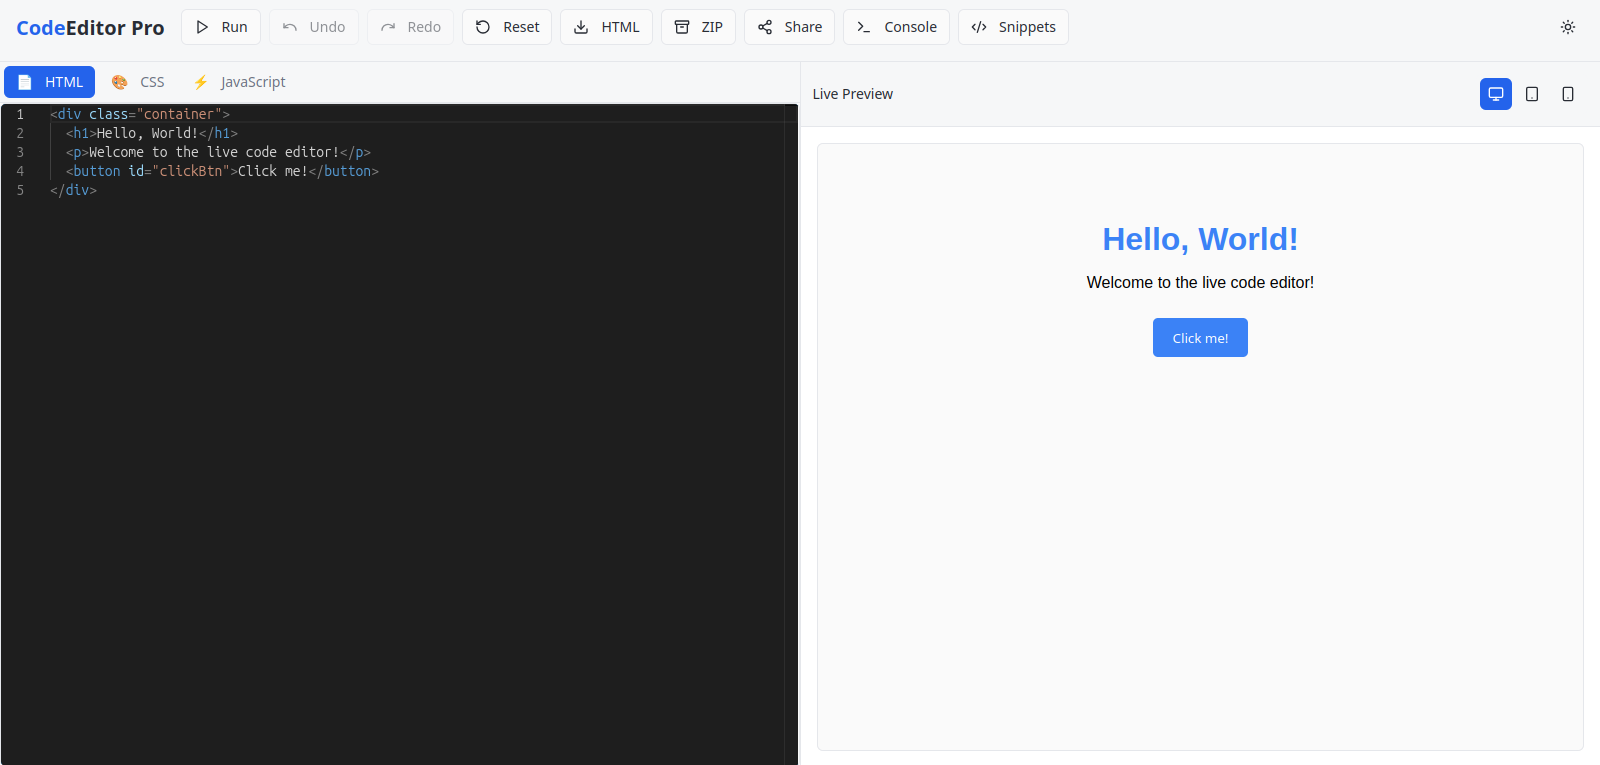 CodeEditor Pro
Run
Undo
Redo
Reset
HTML
ZIP
Share
Console
Snippets
HTML
CSS
JavaScript
1 <div class="container">
2   <h1>Hello, World!</h1>
3   <p>Welcome to the live code editor!</p>
4   <button id="clickBtn">Click me!</button>
5 </div>
Live Preview
Hello, World!
Welcome to the live code editor!
Click me!